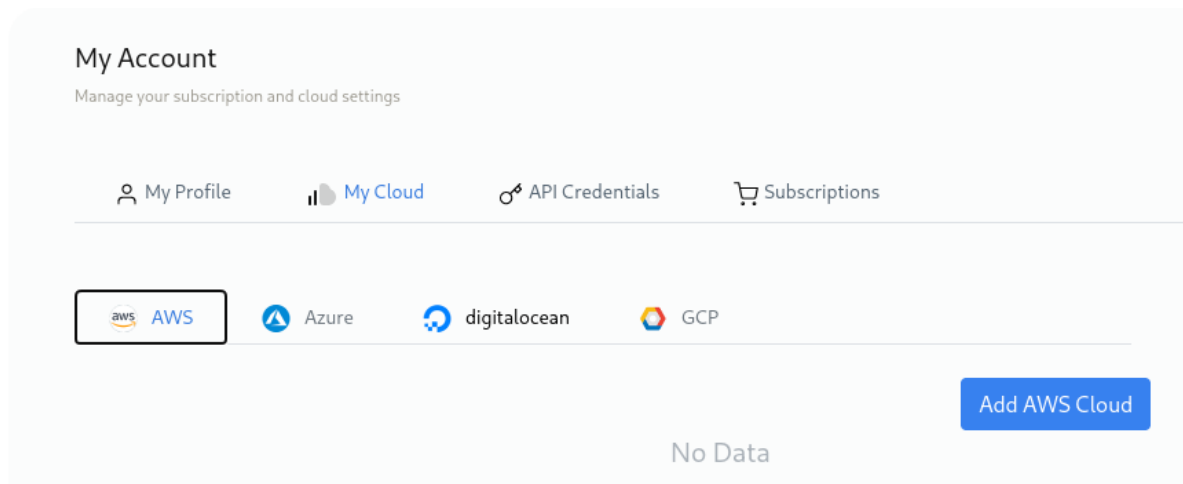 My Account
Manage your subscription and cloud settings
My Profile My Cloud API Credentials Subscriptions
aws AWS Azure digitalocean GCP
Add AWS Cloud
No Data